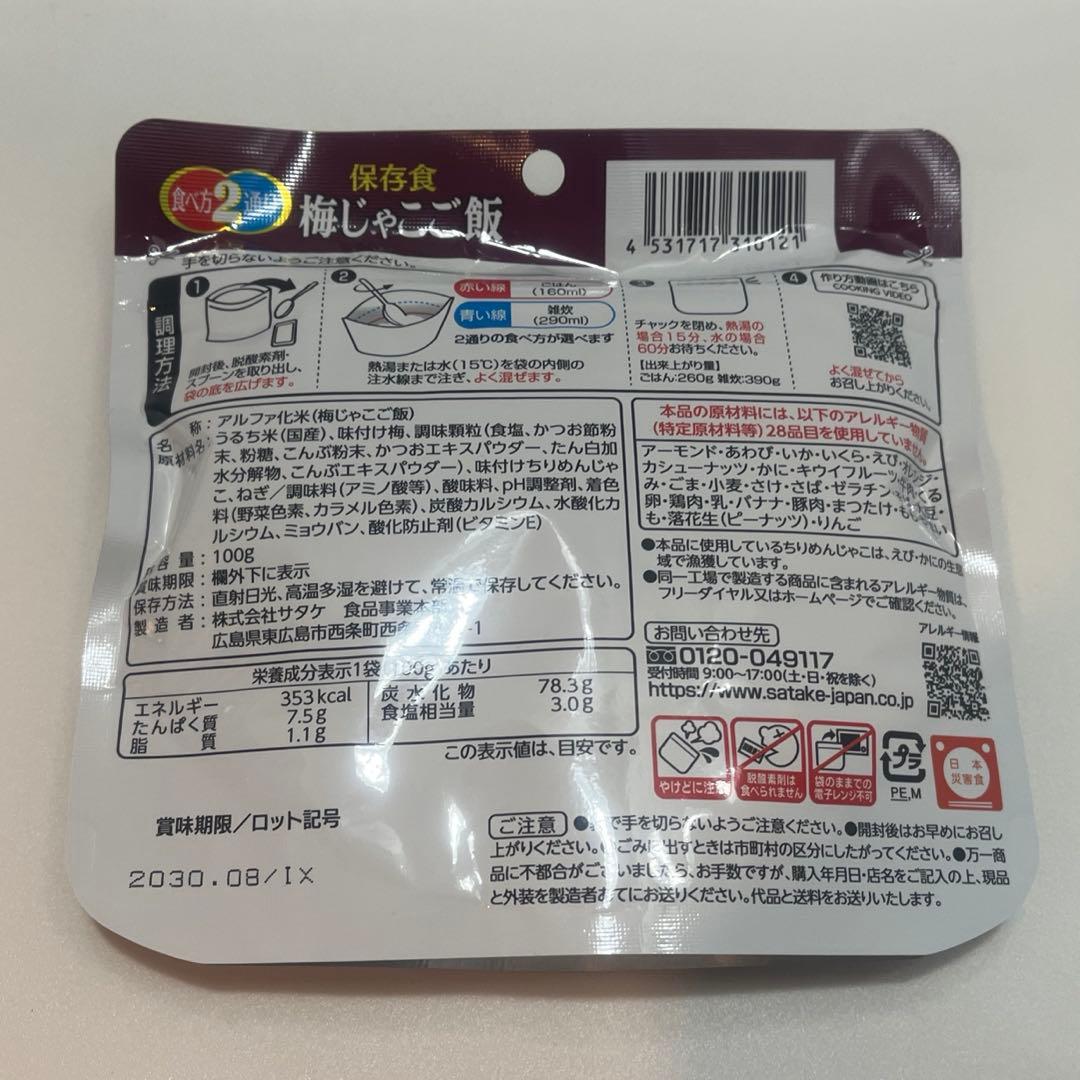 食べ方2通り
保存食
梅じゃこご飯
4 531717 310121
手を切らないようご注意ください。
調理方法
1
開封後、脱酸素剤・
スプーンを取り出し、
袋の底を広げます。
2
赤い線 ごはん(160ml)
青い線 雑炊(290ml)
2通りの食べ方が選べます
熱湯または水(15℃)を袋の内側の
注水線まで注ぎ、よく混ぜます。
3
チャックを閉め、熱湯の
場合15分、水の場合
60分お待ちください。
【出来上がり量】
ごはん:260g 雑炊:390g
4
作り方動画はこちら
COOKING VIDEO
よく混ぜてから
お召し上がりください。
名称:アルファ化米(梅じゃこご飯)
原材料名:うるち米(国産)、味付け梅、調味顆粒(食塩、かつお節粉
末、粉糖、こんぶ粉末、かつおエキスパウダー、たん白加
水分解物、こんぶエキスパウダー)、味付けちりめんじゃ
こ、ねぎ/調味料(アミノ酸等)、酸味料、pH調整剤、着色
料(野菜色素、カラメル色素)、炭酸カルシウム、水酸化カ
ルシウム、ミョウバン、酸化防止剤(ビタミンE)
内容量:100g
賞味期限:欄外下に表示
保存方法:直射日光、高温多湿を避けて、常温で保存してください。
製造者:株式会社サタケ 食品事業本部
広島県東広島市西条町西 -1
栄養成分表示1袋(100g)あたり
エネルギー 353kcal
たんぱく質 7.5g
脂質 1.1g
炭水化物 78.3g
食塩相当量 3.0g
この表示値は、目安です。
本品の原材料には、以下のアレルギー物質
(特定原材料等)28品目を使用していません。
アーモンド・あわび・いか・いくら・えび・オレンジ・
カシューナッツ・かに・キウイフルーツ・牛肉・くる
み・ごま・小麦・さけ・さば・ゼラチン・そば・大豆・
卵・鶏肉・乳・バナナ・豚肉・まつたけ・もも・やまい
も・落花生(ピーナッツ)・りんご
●本品に使用しているちりめんじゃこは、えび・かにの生息
域で漁獲しています。
●同一工場で製造する商品に含まれるアレルギー物質は、
フリーダイヤル又はホームページでご確認ください。
お問い合わせ先
0120-049117
受付時間 9:00〜17:00(土・日・祝を除く)
https://www.satake-japan.co.jp
アレルギー情報
やけどに注意
脱酸素剤は
食べられません
袋のままでの
電子レンジ不可
プラ
PE,M
日本
災害食
賞味期限/ロット記号
2030.08/IX
ご注意 ●で手を切らないようご注意ください。●開封後はお早めにお召し
上がりください。●ごみに出すときは市町村の区分にしたがってください。●万一商
品に不都合がございましたら、お手数ですが、購入年月日・店名をご記入の上、現品
と外装を製造者あてにお送りください。代品と送料をお送りいたします。